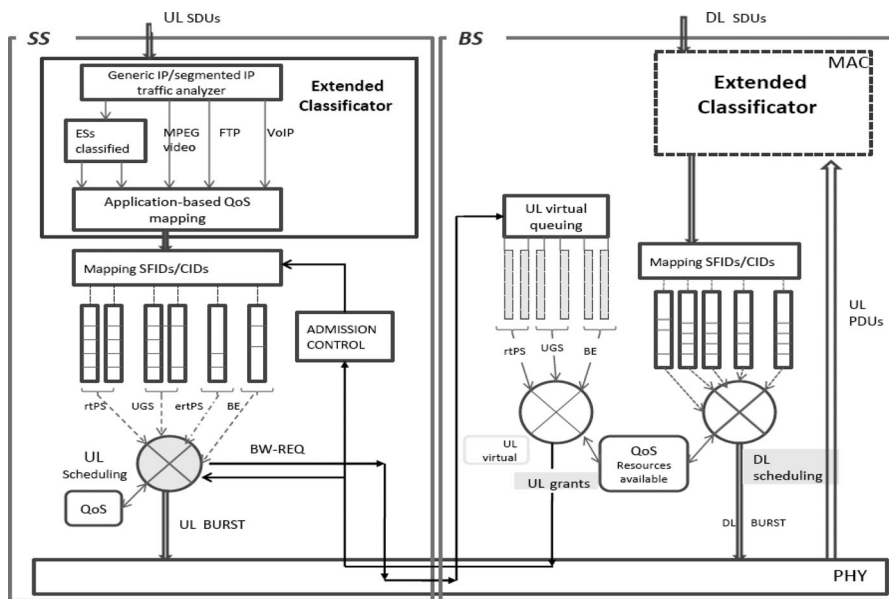 UL SDUs
SS
Generic IP/segmented IP
traffic analyzer
Extended
Classificator
ESs
classified
MPEG
video
FTP
VoIP
Application-based QoS
mapping
Mapping SFIDs/CIDs
ADMISSION
CONTROL
rtPS
UGS
ertPS
BE
UL
Scheduling
BW-REQ
QoS
UL BURST
DL SDUs
BS
MAC
Extended
Classificator
UL virtual
queuing
Mapping SFIDs/CIDs
UL
PDUs
rtPS
UGS
BE
UL
virtual
QoS
Resources
available
UL grants
DL
scheduling
DL BURST
PHY